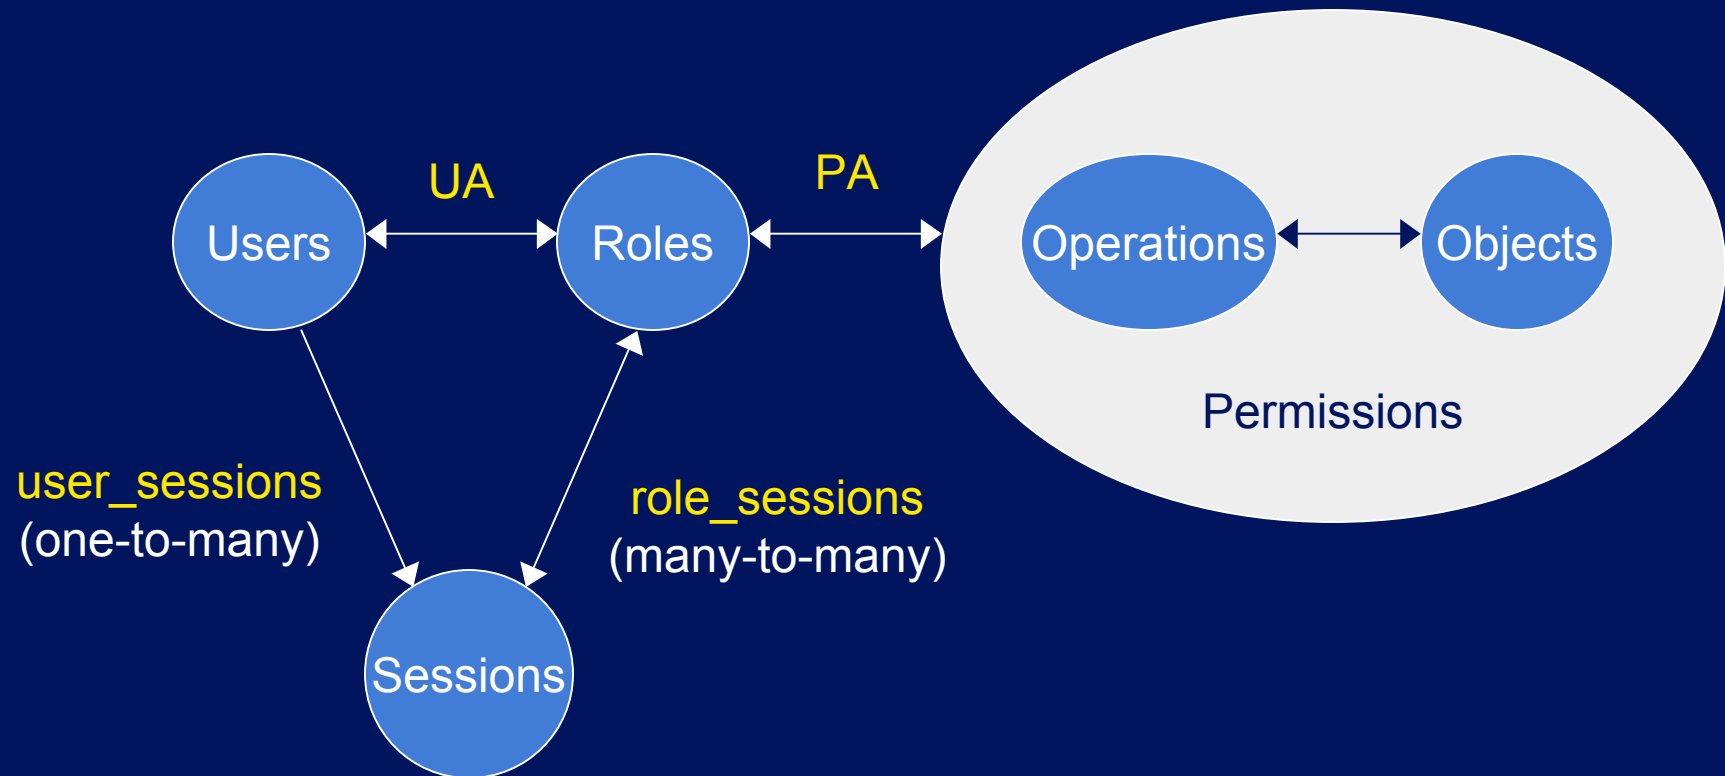 UA
PA
Users
Roles
Operations
Objects
Permissions
user_sessions
(one-to-many)
role_sessions
(many-to-many)
Sessions